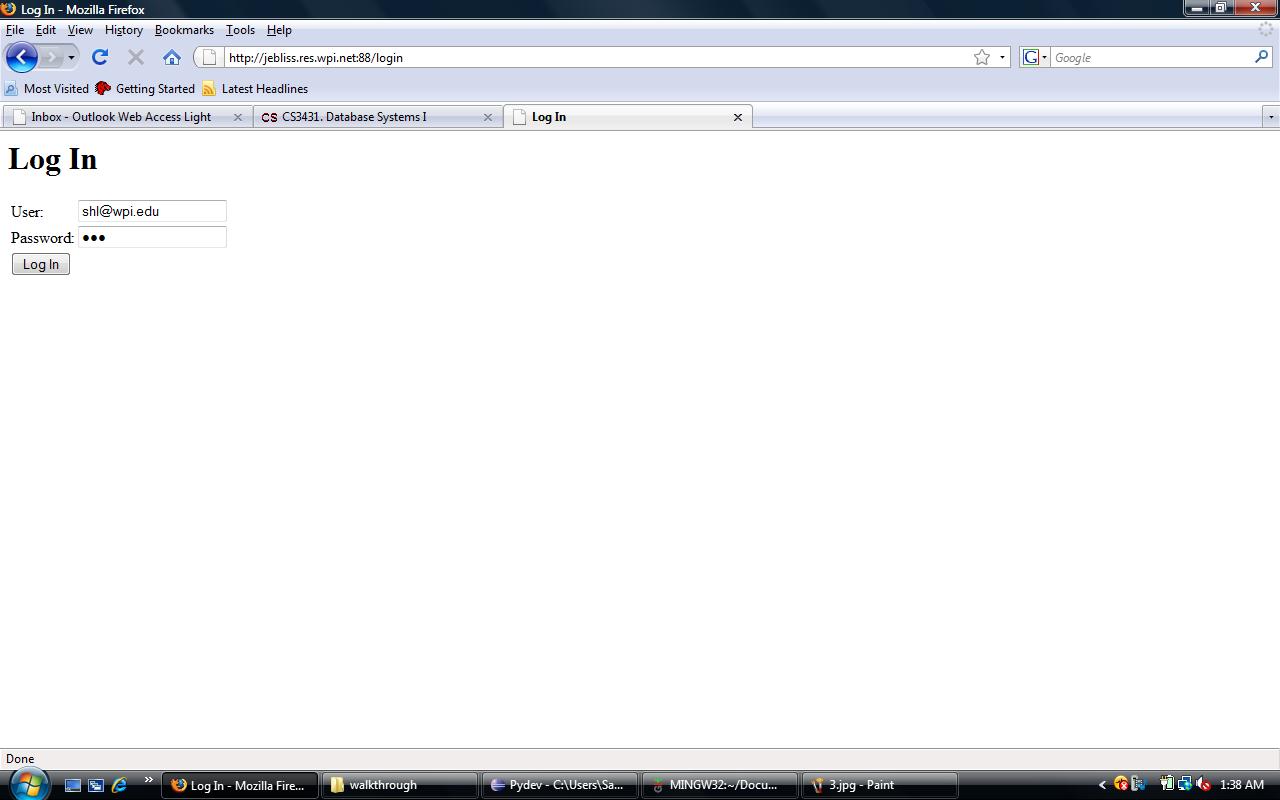 Log In - Mozilla Firefox
File Edit View History Bookmarks Tools Help
http://jebliss.res.wpi.net:88/login
G Google
Most Visited Getting Started Latest Headlines
Inbox - Outlook Web Access Light CS CS3431. Database Systems I Log In
Log In
User: shl@wpi.edu
Password: •••
Log In
Done
Log In - Mozilla Fire... walkthrough Pydev - C:\Users\Sa... MINGW32:~/Docu... 3.jpg - Paint 1:38 AM